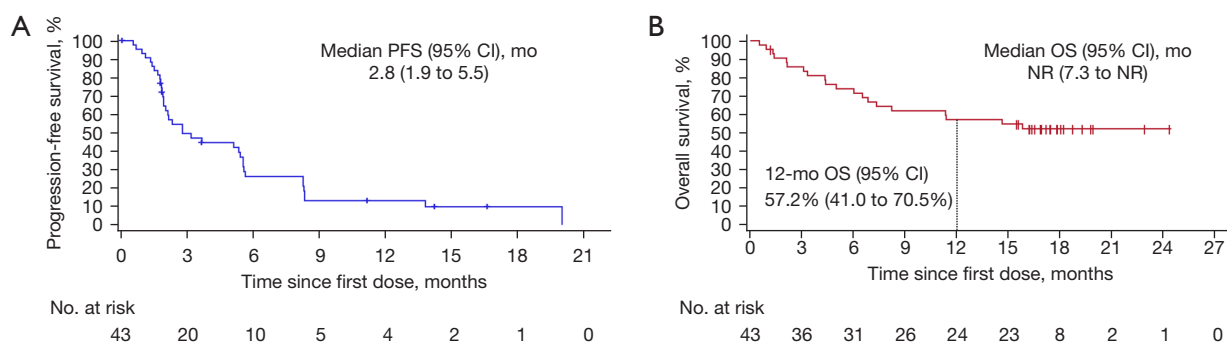 A
Progression-free survival, %
100
90
80
70
60
50
40
30
20
10
0
Median PFS (95% CI), mo
2.8 (1.9 to 5.5)
0 3 6 9 12 15 18 21
Time since first dose, months
No. at risk
43 20 10 5 4 2 1 0
B
Overall survival, %
100
90
80
70
60
50
40
30
20
10
0
Median OS (95% CI), mo
NR (7.3 to NR)
12-mo OS (95% CI)
57.2% (41.0 to 70.5%)
0 3 6 9 12 15 18 21 24 27
Time since first dose, months
No. at risk
43 36 31 26 24 23 8 2 1 0